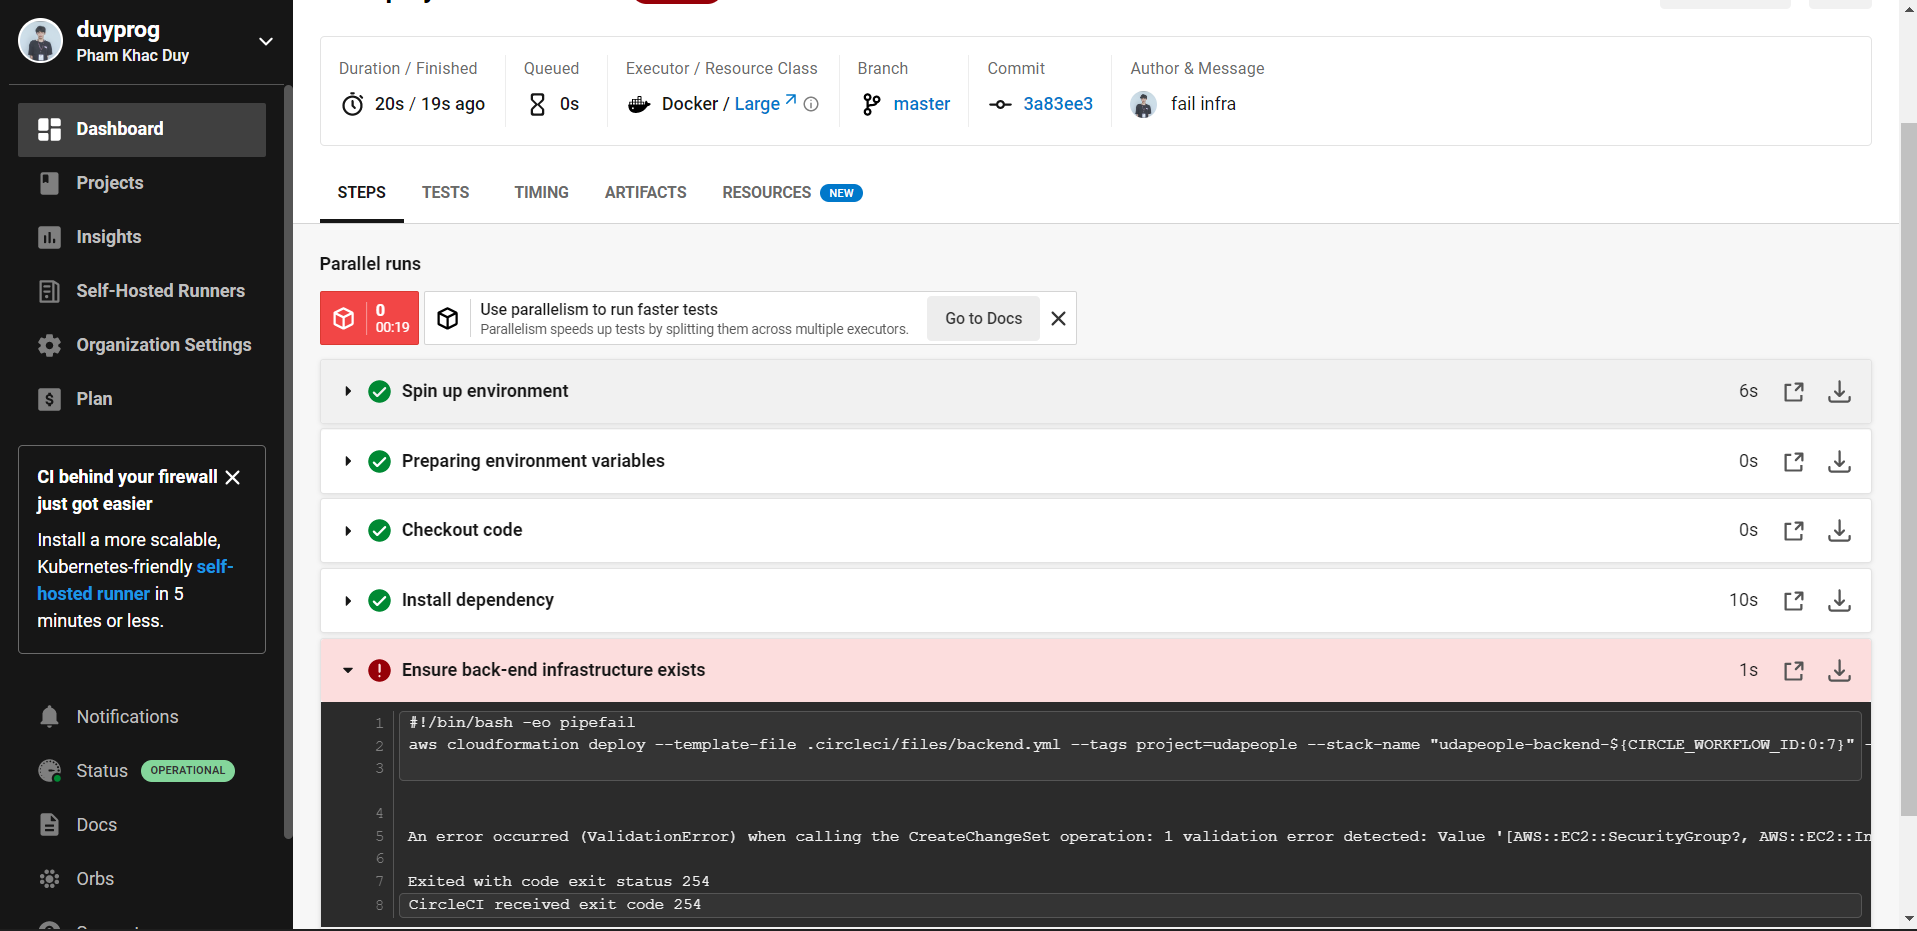 duyprog
Pham Khac Duy
Dashboard
Projects
Insights
Self-Hosted Runners
Organization Settings
Plan
CI behind your firewall
just got easier
Install a more scalable,
Kubernetes-friendly self-
hosted runner in 5
minutes or less.
Notifications
Status OPERATIONAL
Docs
Orbs
Duration / Finished
20s / 19s ago
Queued
0s
Executor / Resource Class
Docker / Large
Branch
master
Commit
3a83ee3
Author & Message
fail infra
STEPS TESTS TIMING ARTIFACTS RESOURCES NEW
Parallel runs
0
00:19
Use parallelism to run faster tests
Parallelism speeds up tests by splitting them across multiple executors.
Go to Docs
Spin up environment 6s
Preparing environment variables 0s
Checkout code 0s
Install dependency 10s
Ensure back-end infrastructure exists 1s
1 #!/bin/bash -eo pipefail
2 aws cloudformation deploy --template-file .circleci/files/backend.yml --tags project=udapeople --stack-name "udapeople-backend-${CIRCLE_WORKFLOW_ID:0:7}" -
3
4
5 An error occurred (ValidationError) when calling the CreateChangeSet operation: 1 validation error detected: Value '[AWS::EC2::SecurityGroup?, AWS::EC2::In
6
7 Exited with code exit status 254
8 CircleCI received exit code 254